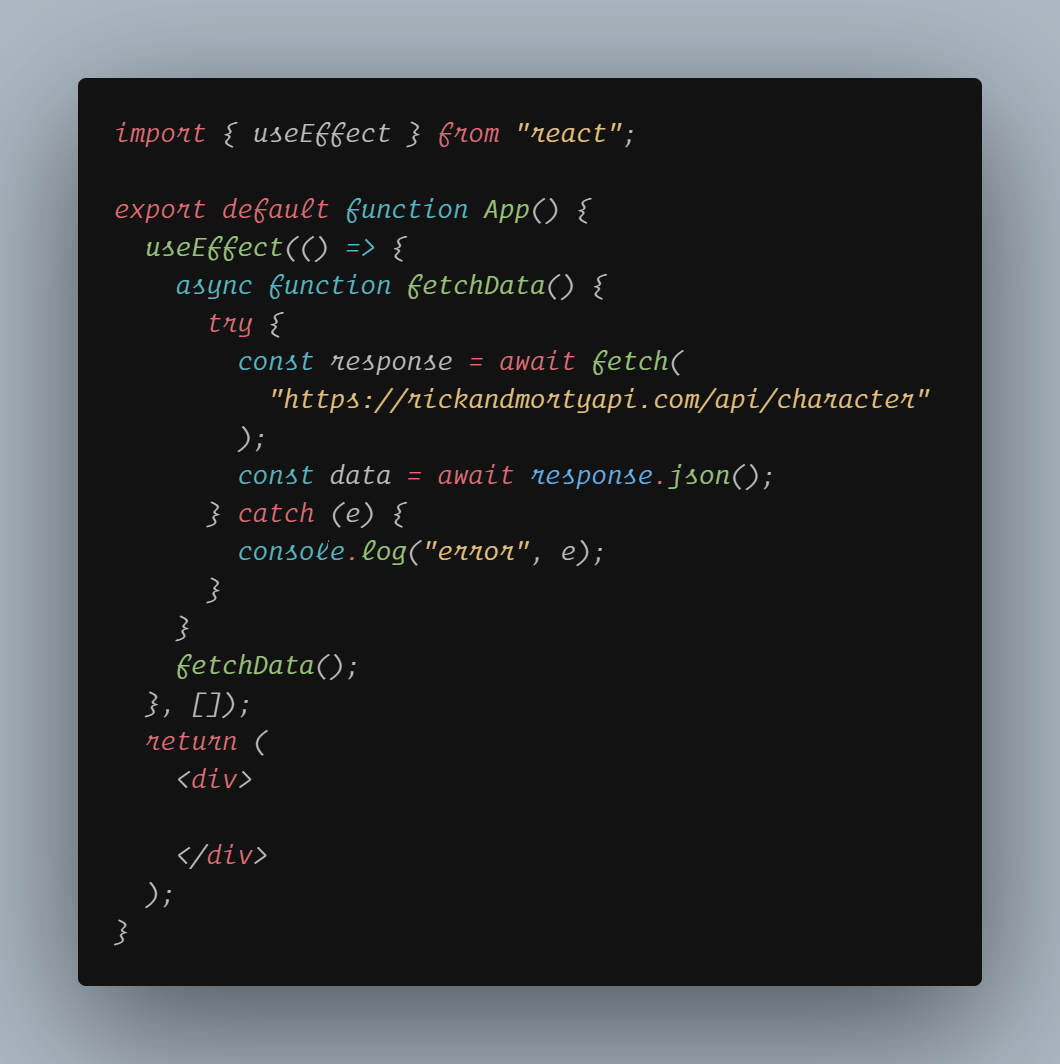 import { useEffect } from "react";

export default function App() {
  useEffect(() => {
    async function fetchData() {
      try {
        const response = await fetch(
          "https://rickandmortyapi.com/api/character"
        );
        const data = await response.json();
      } catch (e) {
        console.log("error", e);
      }
    }
    fetchData();
  }, []);
  return (
    <div>

    </div>
  );
}